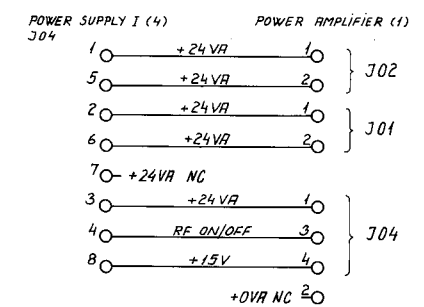 POWER SUPPLY I (4) POWER AMPLIFIER (1)
J04
1 +24VA 1
J02
5 +24VA 2
2 +24VA 1
J01
6 +24VA 2
7 +24VA NC
3 +24VA 1
4 RF ON/OFF 3 J04
8 +15V 4
+0VA NC 2